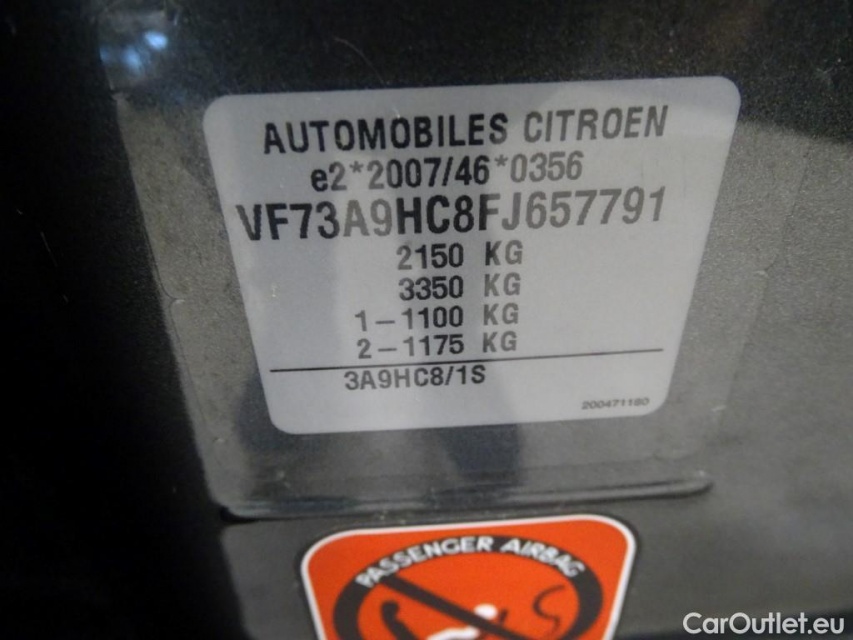 AUTOMOBILES CITROEN
e2*2007/46*0356
VF73A9HC8FJ657791
2150 KG
3350 KG
1-1100 KG
2-1175 KG
3A9HC8/1S
200471180
PASSENGER AIRBAG
CarOutlet.eu